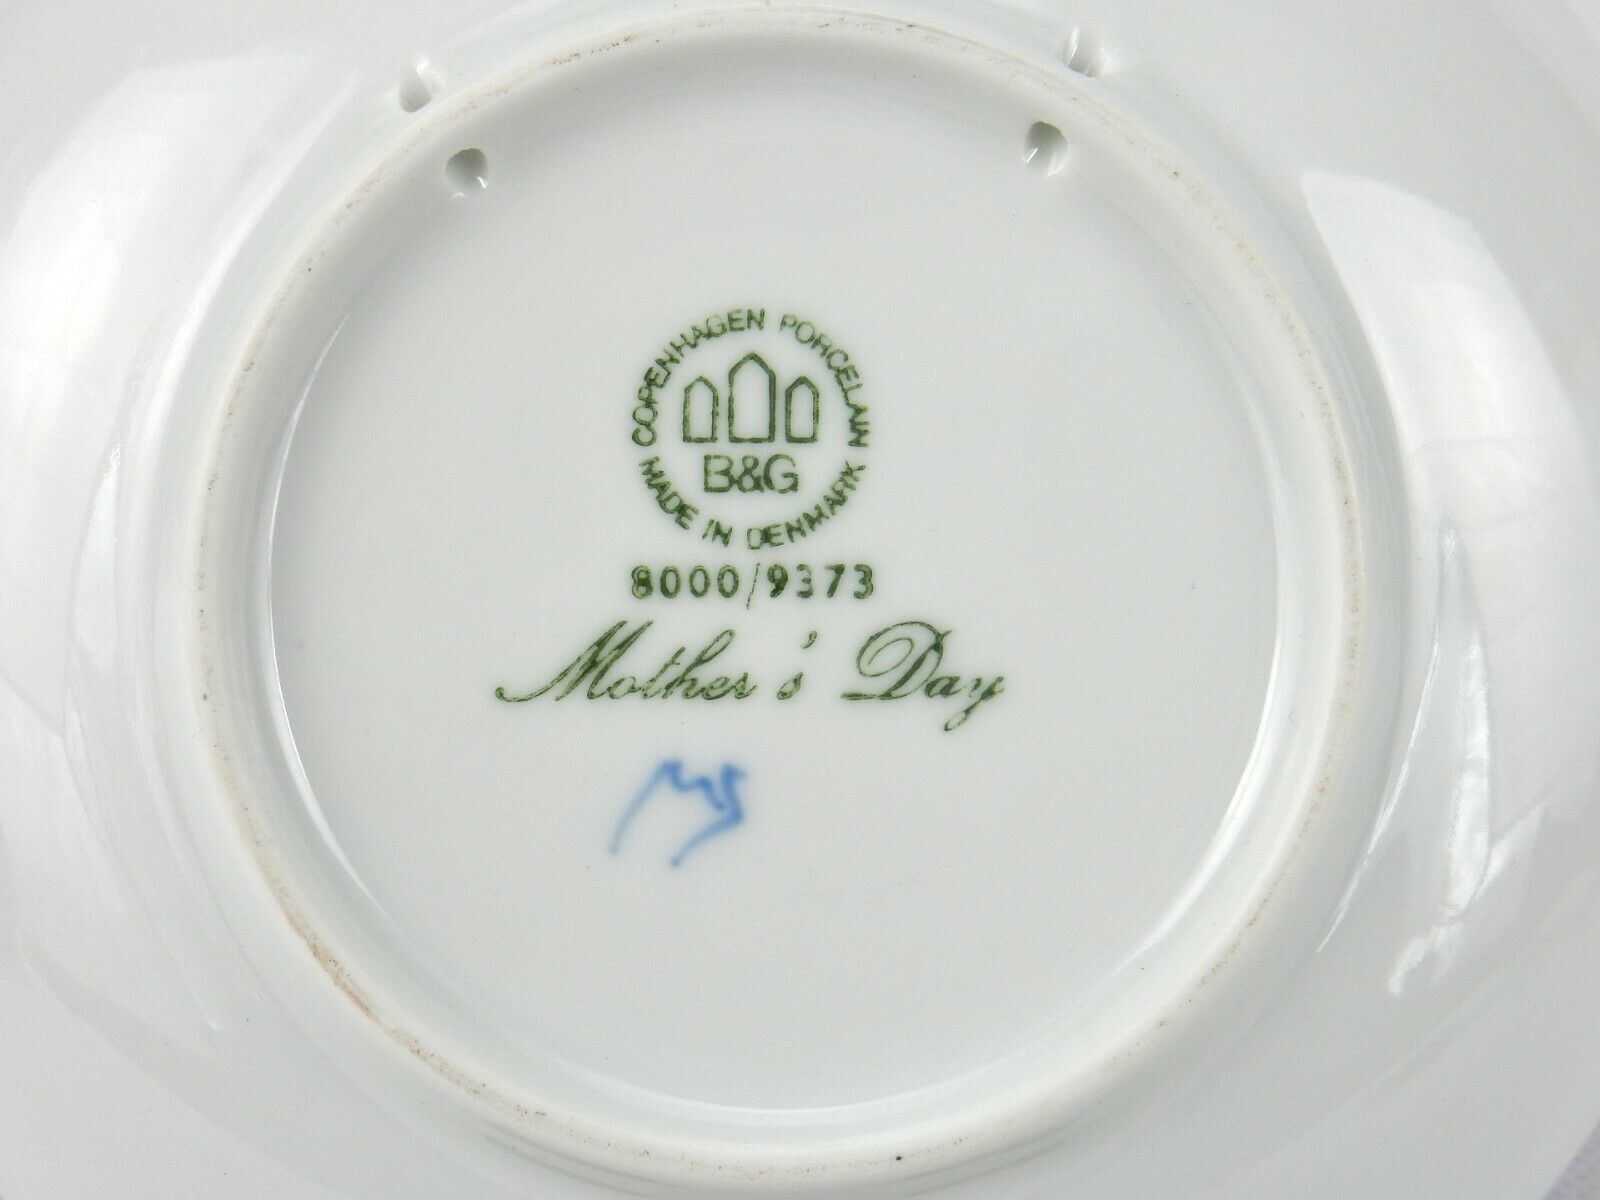 COPENHAGEN PORCELAIN
B&G
MADE IN DENMARK
8000/9373
Mother's Day